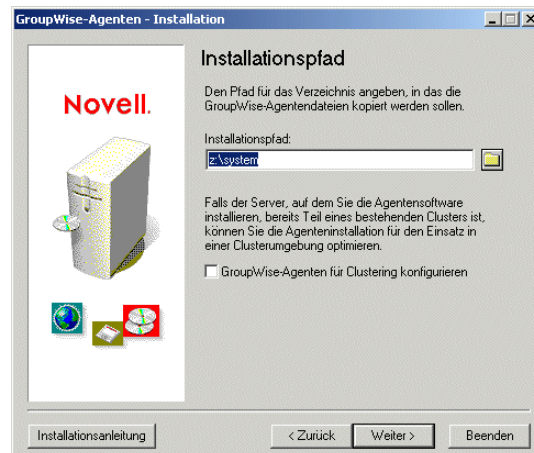 GroupWise-Agenten - Installation
Novell.
Installationspfad
Den Pfad für das Verzeichnis angeben, in das die
GroupWise-Agentendateien kopiert werden sollen.
Installationspfad:
z:\system
Falls der Server, auf dem Sie die Agentensoftware
installieren, bereits Teil eines bestehenden Clusters ist,
können Sie die Agenteninstallation für den Einsatz in
einer Clusterumgebung optimieren.
GroupWise-Agenten für Clustering konfigurieren
Installationsanleitung
< Zurück
Weiter >
Beenden